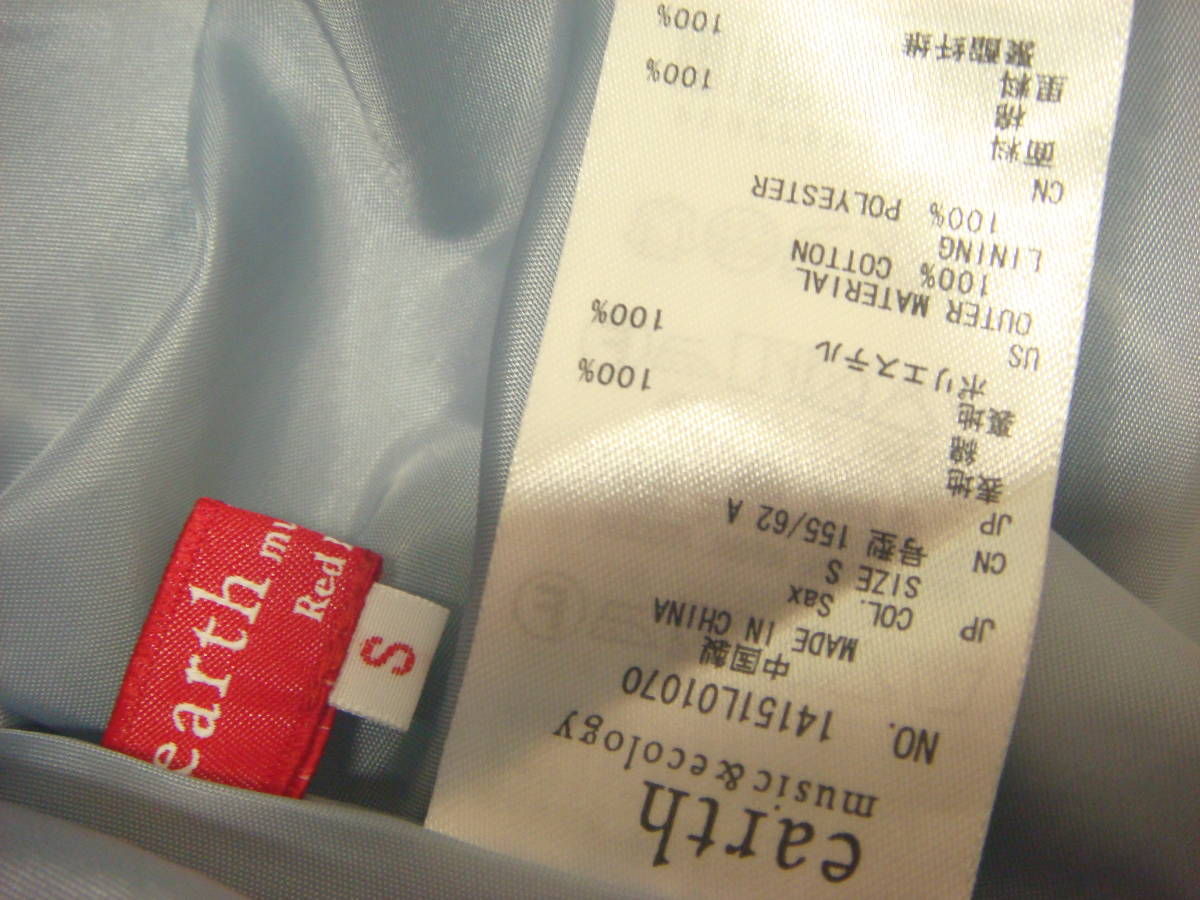 earth
music&ecology
NO. 14151L01070
中国製
MADE IN CHINA
JP COL. Sax
SIZE S
CN 号型 155/62 A
JP
表地
綿 100%
裏地
ポリエステル 100%
US
OUTER MATERIAL
100% COTTON
LINING
100% POLYESTER
CN
面料
棉 100%
里料
聚酯纤维 100%
earth
Red
S